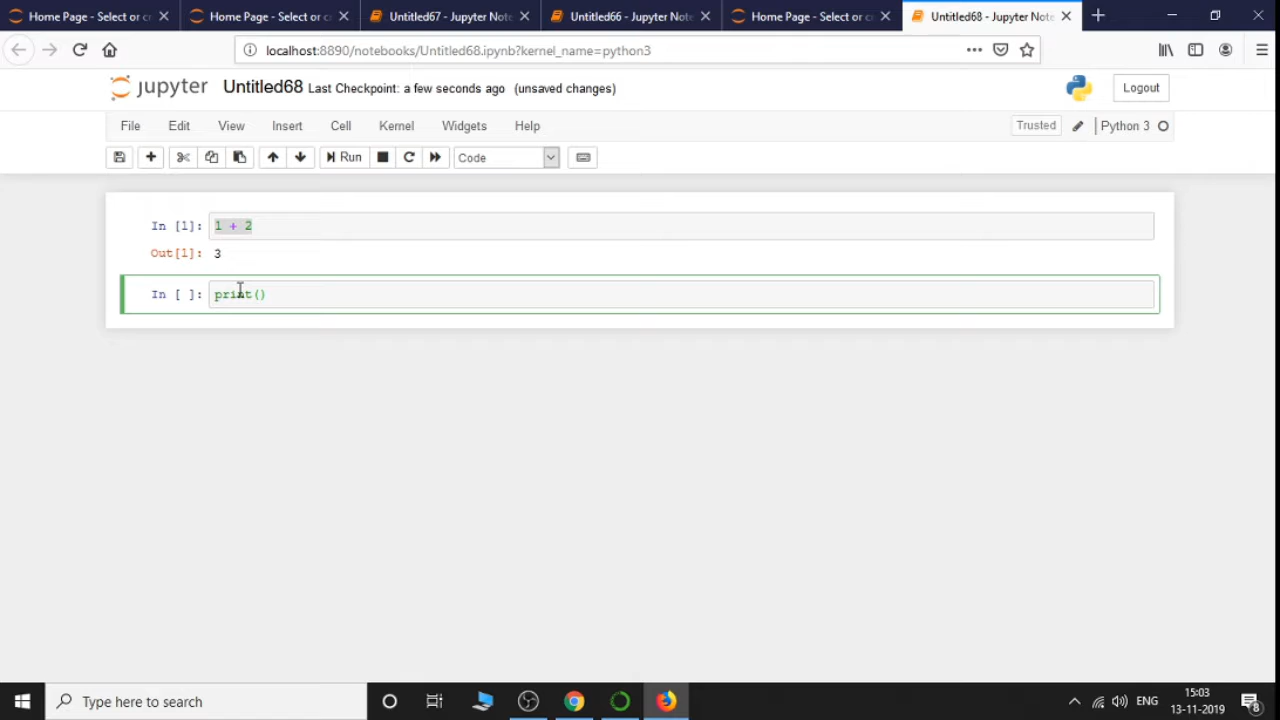 Home Page - Select or cr
Home Page - Select or cr
Untitled67 - Jupyter Not
Untitled66 - Jupyter Not
Home Page - Select or cr
Untitled68 - Jupyter Note
localhost:8890/notebooks/Untitled68.ipynb?kernel_name=python3
jupyter Untitled68 Last Checkpoint: a few seconds ago (unsaved changes) Logout
File Edit View Insert Cell Kernel Widgets Help Trusted Python 3
Run Code
In [1]: 1 + 2
Out[1]: 3
In [ ]: print()
Type here to search
ENG
15:03
13-11-2019
8